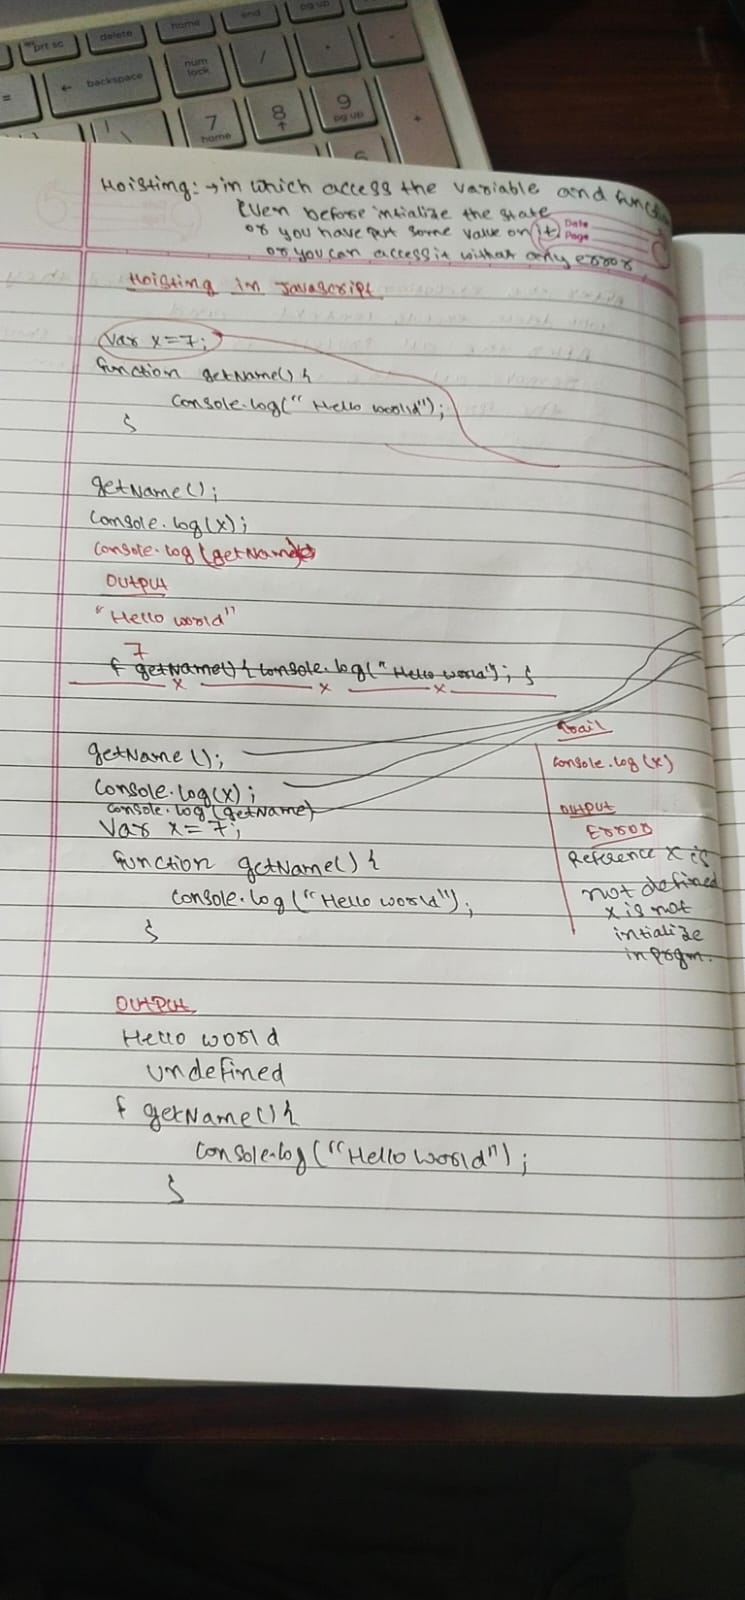 prt sc
delete
home
end
pg up
=
← backspace
num
lock
/
*
-
7
home
8
↑
9
pg up
+
6
Hoisting: → in which access the variable and func
Even before intialize the state
or you have put some value on it
Date
Page
or you can access it withat any error
Hoisting in Javascript
Var x = 7;
function getName() {
Console.log(" Hello world");
}
getName();
Console.log(x);
Console.log (getName)
OUtPUt
"Hello world"
7
f getName() { Console.log("Hello world"); }
x x x
getName();
Console.log(x);
Console.log (getName)
Var x = 7;
function getName() {
Console.log ("Hello world");
}
Console.log (x)
OUtPUt
Error
Reference x is
not defined
x is not
intialize
in prgm.
OUtPUt
Hello world
undefined
f getName() {
Console.log ("Hello world");
}